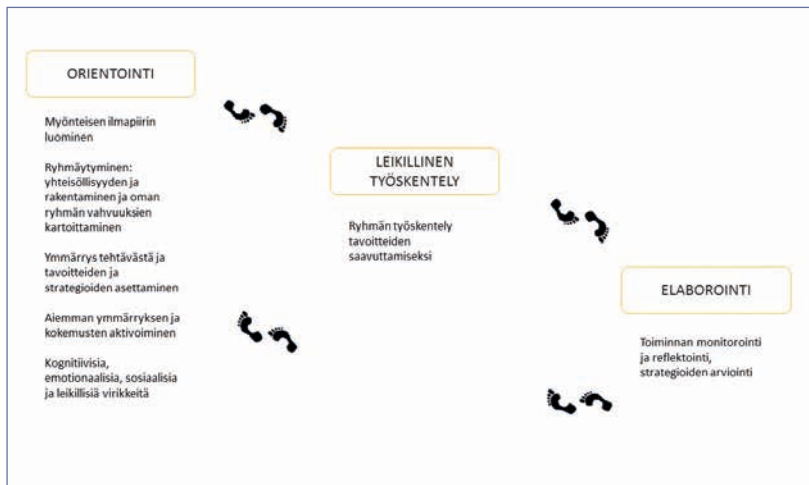 ORIENTOINTI
Myönteisen ilmapiirin
luominen
Ryhmäytyminen:
yhteisöllisyyden ja
rakentaminen ja oman
ryhmän vahvuuksien
kartoittaminen
Ymmärrys tehtävästä ja
tavoitteiden ja
strategioiden asettaminen
Aiemman ymmärryksen ja
kokemusten aktivoiminen
Kognitiivisia,
emotionaalisia, sosiaalisia
ja leikillisiä virikkeitä
LEIKILLINEN
TYÖSKENTELY
Ryhmän työskentely
tavoitteiden
saavuttamiseksi
ELABOROINTI
Toiminnan monitorointi
ja reflektointi,
strategioiden arviointi